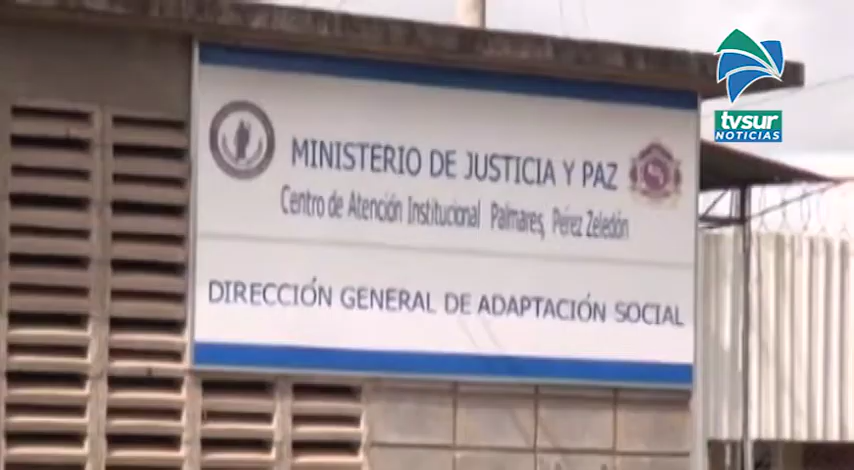 tvsur
NOTICIAS
MINISTERIO DE JUSTICIA Y PAZ
Centro de Atención Institucional Palmares, Pérez Zeledón
DIRECCIÓN GENERAL DE ADAPTACIÓN SOCIAL